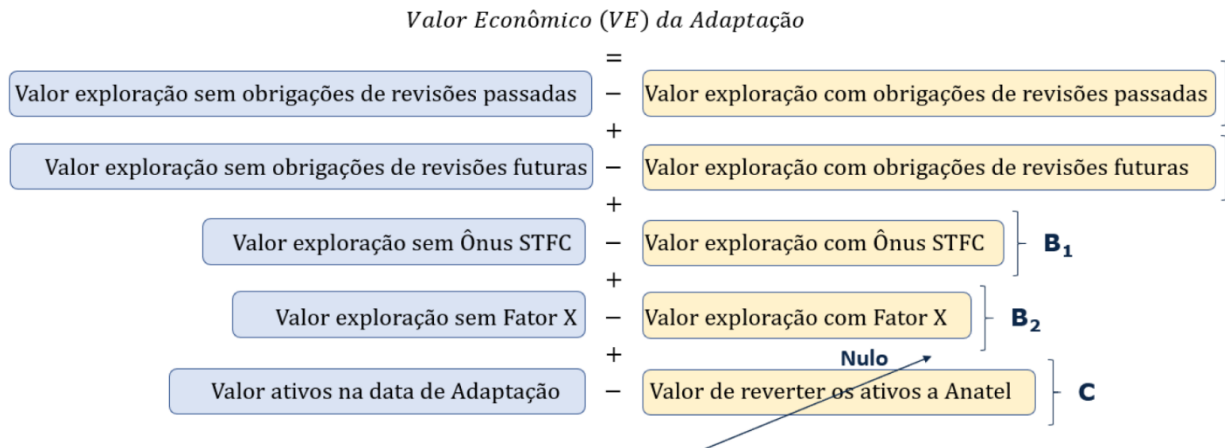 Valor Econômico (VE) da Adaptação
=
Valor exploração sem obrigações de revisões passadas − Valor exploração com obrigações de revisões passadas
+
Valor exploração sem obrigações de revisões futuras − Valor exploração com obrigações de revisões futuras
+
Valor exploração sem Ônus STFC − Valor exploração com Ônus STFC B1
+
Valor exploração sem Fator X − Valor exploração com Fator X B2
+
Nulo
Valor ativos na data de Adaptação − Valor de reverter os ativos a Anatel C